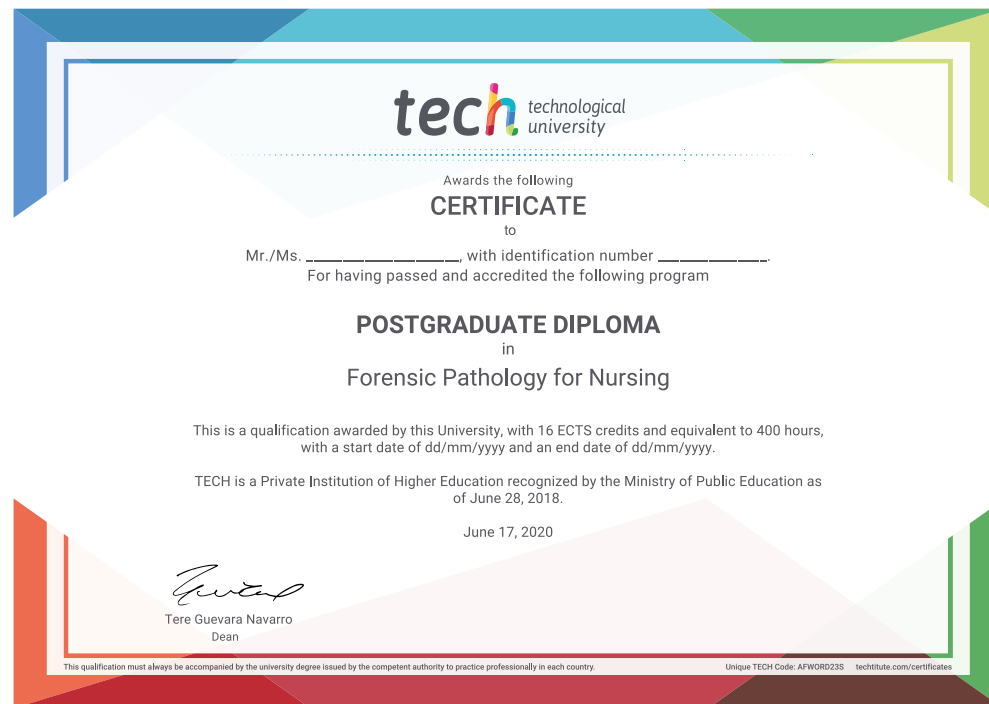 tech technological
university
Awards the following
CERTIFICATE
to
Mr./Ms. ____________________, with identification number ______________.
For having passed and accredited the following program
POSTGRADUATE DIPLOMA
in
Forensic Pathology for Nursing
This is a qualification awarded by this University, with 16 ECTS credits and equivalent to 400 hours,
with a start date of dd/mm/yyyy and an end date of dd/mm/yyyy.
TECH is a Private Institution of Higher Education recognized by the Ministry of Public Education as
of June 28, 2018.
June 17, 2020
Tere Guevara Navarro
Dean
This qualification must always be accompanied by the university degree issued by the competent authority to practice professionally in each country.
Unique TECH Code: AFWORD23S techtitute.com/certificates